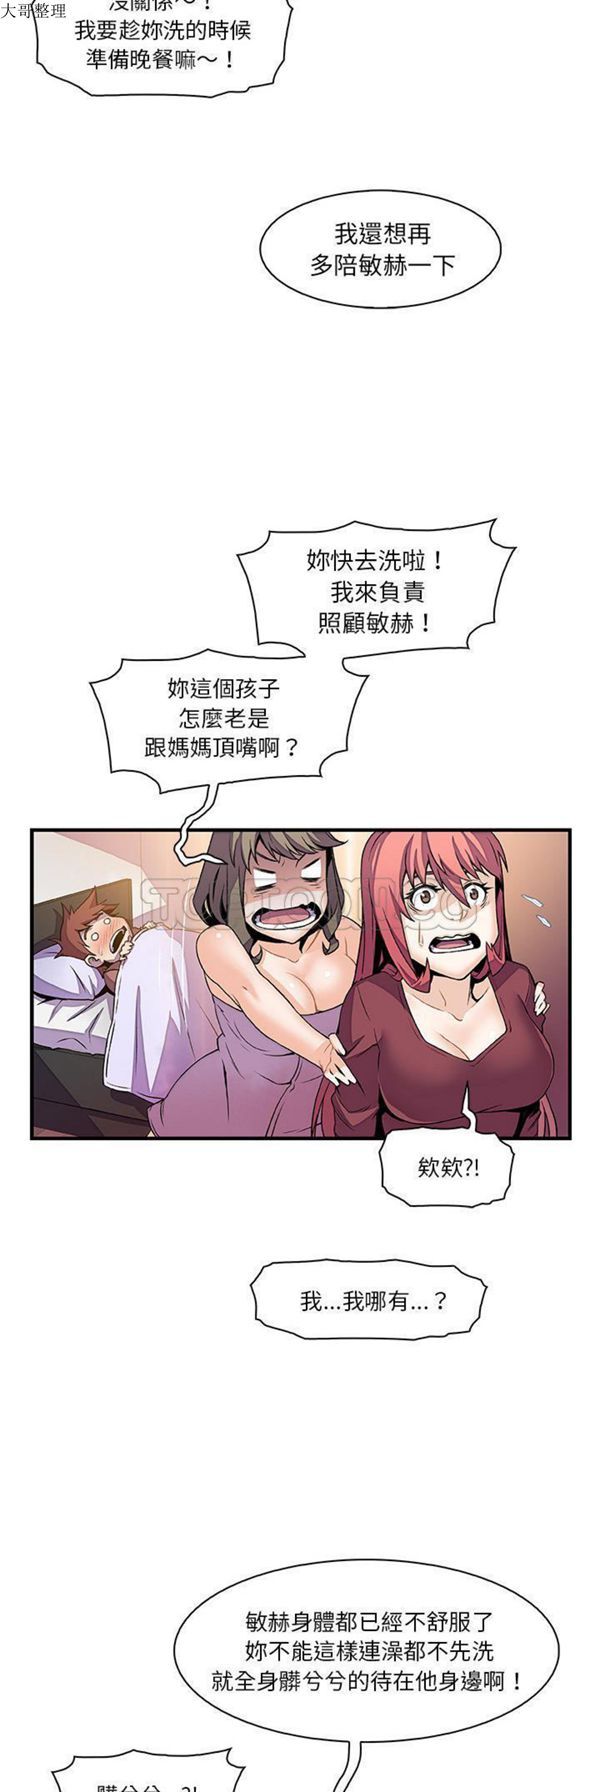 大哥整理
沒關係～！
我要趁妳洗的時候
準備晚餐嘛～！
我還想再
多陪敏赫一下
妳快去洗啦！
我來負責
照顧敏赫！
妳這個孩子
怎麼老是
跟媽媽頂嘴啊？
欸欸?!
我...我哪有...？
敏赫身體都已經不舒服了
妳不能這樣連澡都不先洗
就全身髒兮兮的待在他身邊啊！